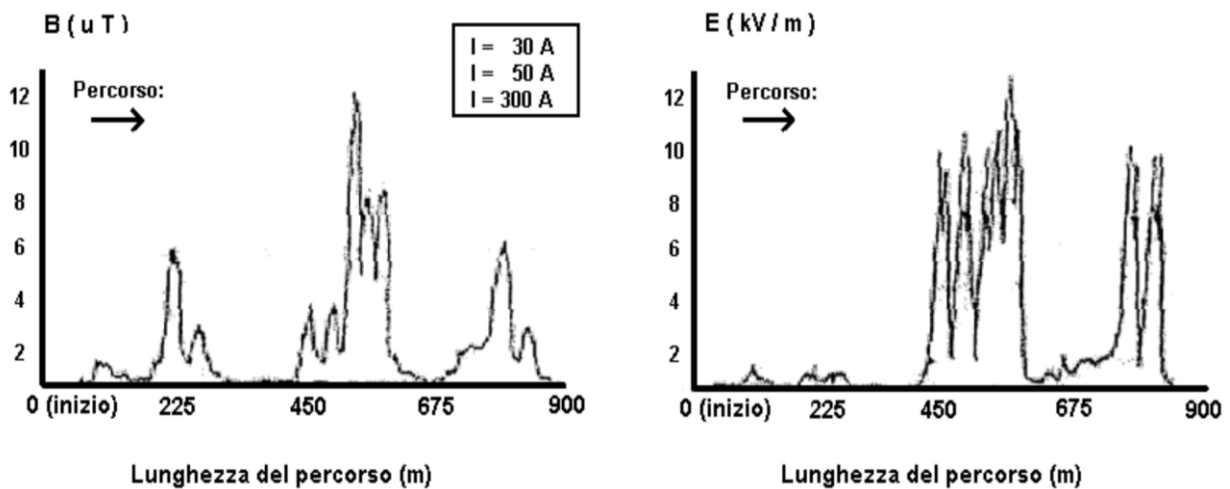 B ( u T )
I = 30 A
I = 50 A
I = 300 A
Percorso:
12
10
8
6
4
2
0 (inizio) 225 450 675 900
Lunghezza del percorso (m)
E ( kV / m )
Percorso:
12
10
8
6
4
2
0 (inizio) 225 450 675 900
Lunghezza del percorso (m)